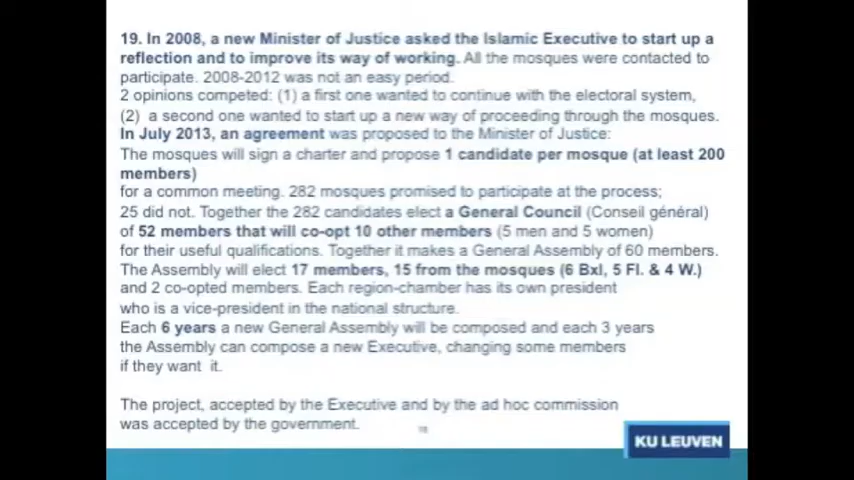 19. In 2008, a new Minister of Justice asked the Islamic Executive to start up a
reflection and to improve its way of working. All the mosques were contacted to
participate. 2008-2012 was not an easy period.
2 opinions competed: (1) a first one wanted to continue with the electoral system,
(2) a second one wanted to start up a new way of proceeding through the mosques.
In July 2013, an agreement was proposed to the Minister of Justice:
The mosques will sign a charter and propose 1 candidate per mosque (at least 200
members)
for a common meeting. 282 mosques promised to participate at the process;
25 did not. Together the 282 candidates elect a General Council (Conseil général)
of 52 members that will co-opt 10 other members (5 men and 5 women)
for their useful qualifications. Together it makes a General Assembly of 60 members.
The Assembly will elect 17 members, 15 from the mosques (6 Bxl, 5 Fl. & 4 W.)
and 2 co-opted members. Each region-chamber has its own president
who is a vice-president in the national structure.
Each 6 years a new General Assembly will be composed and each 3 years
the Assembly can compose a new Executive, changing some members
if they want it.
The project, accepted by the Executive and by the ad hoc commission
was accepted by the government.
KU LEUVEN